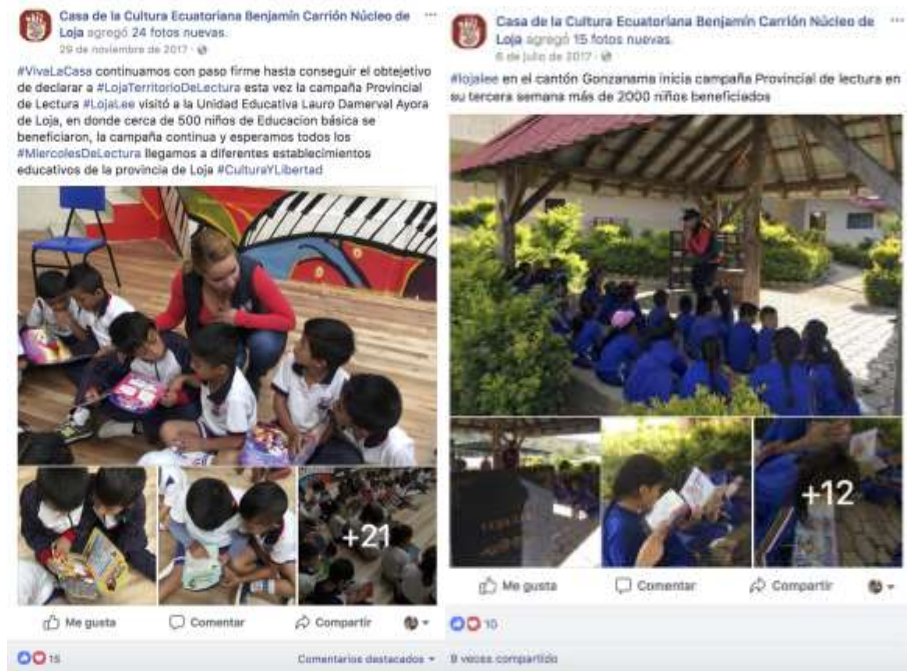 Casa de la Cultura Ecuatoriana Benjamín Carrión Núcleo de
Loja agregó 24 fotos nuevas.
29 de noviembre de 2017 ·
#VivaLaCasa continuamos con paso firme hasta conseguir el obtejetivo
de declarar a #LojaTerritorioDeLectura esta vez la campaña Provincial
de Lectura #LojaLee visitó a la Unidad Educativa Lauro Damerval Ayora
de Loja, en donde cerca de 500 niños de Educacion básica se
beneficiaron, la campaña continua y esperamos todos los
#MiercolesDeLectura llegamos a diferentes establecimientos
educativos de la provincia de Loja #CulturaYLibertad
+21
Me gusta
Comentar
Compartir
15
Comentarios destacados
Casa de la Cultura Ecuatoriana Benjamín Carrión Núcleo de
Loja agregó 15 fotos nuevas.
6 de julio de 2017 ·
#lojalee en el cantón Gonzanama inicia campaña Provincial de lectura en
su tercera semana más de 2000 niños beneficiados
+12
Me gusta
Comentar
Compartir
10
9 veces compartido